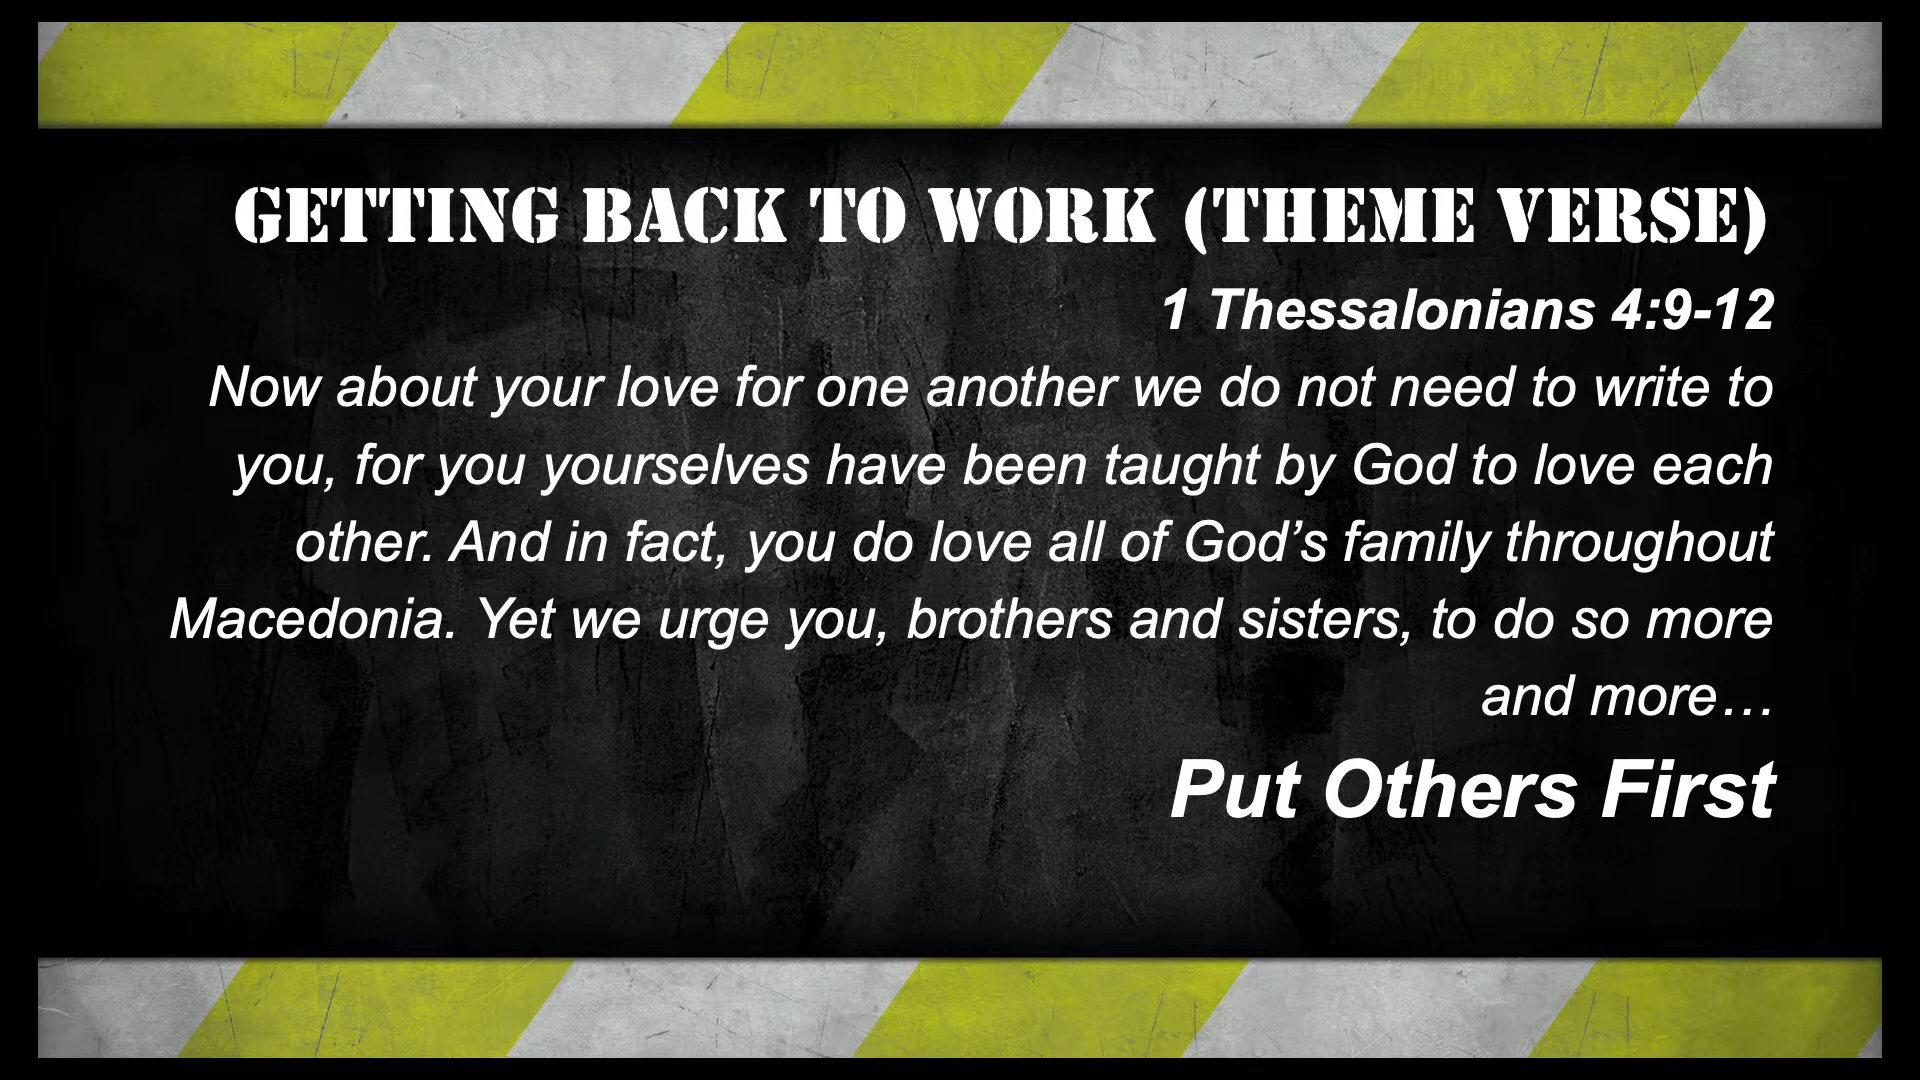 GETTING BACK TO WORK (THEME VERSE)
1 Thessalonians 4:9-12
Now about your love for one another we do not need to write to
you, for you yourselves have been taught by God to love each
other. And in fact, you do love all of God’s family throughout
Macedonia. Yet we urge you, brothers and sisters, to do so more
and more…
Put Others First